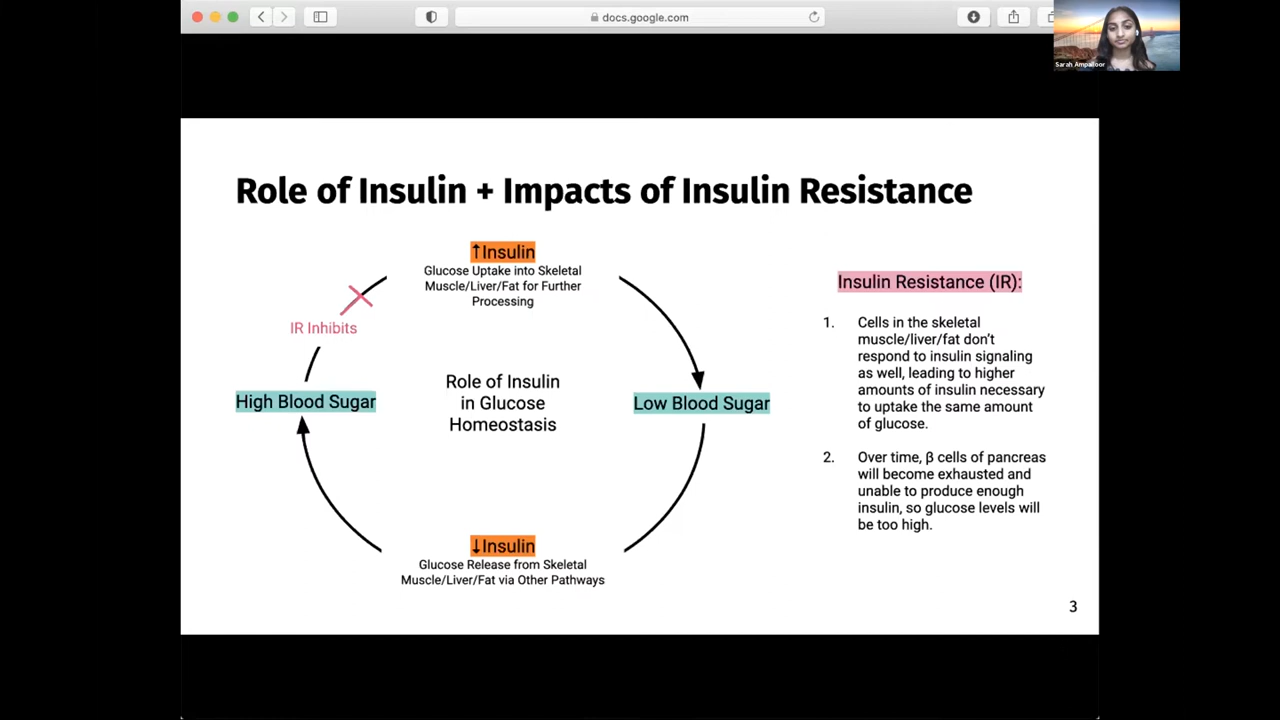 docs.google.com
Sarah Ampalloor
Role of Insulin + Impacts of Insulin Resistance
↑Insulin
Glucose Uptake into Skeletal
Muscle/Liver/Fat for Further
Processing
IR Inhibits
High Blood Sugar
Role of Insulin
in Glucose
Homeostasis
Low Blood Sugar
↓Insulin
Glucose Release from Skeletal
Muscle/Liver/Fat via Other Pathways
Insulin Resistance (IR):
1. Cells in the skeletal
muscle/liver/fat don't
respond to insulin signaling
as well, leading to higher
amounts of insulin necessary
to uptake the same amount
of glucose.
2. Over time, β cells of pancreas
will become exhausted and
unable to produce enough
insulin, so glucose levels will
be too high.
3